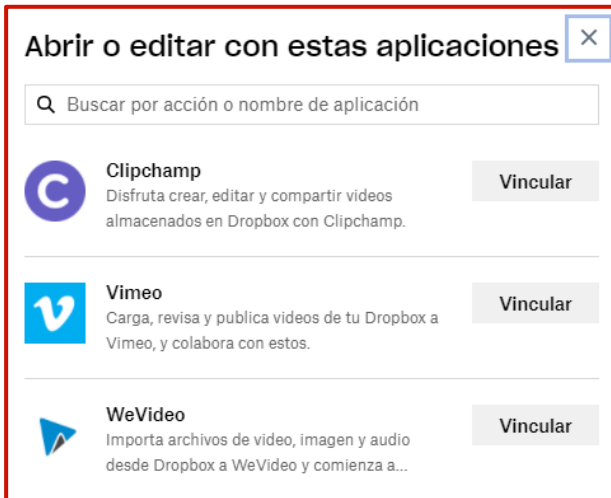 Abrir o editar con estas aplicaciones
Buscar por acción o nombre de aplicación
Clipchamp
Disfruta crear, editar y compartir videos
almacenados en Dropbox con Clipchamp.
Vincular
Vimeo
Carga, revisa y publica videos de tu Dropbox a
Vimeo, y colabora con estos.
Vincular
WeVideo
Importa archivos de video, imagen y audio
desde Dropbox a WeVideo y comienza a...
Vincular